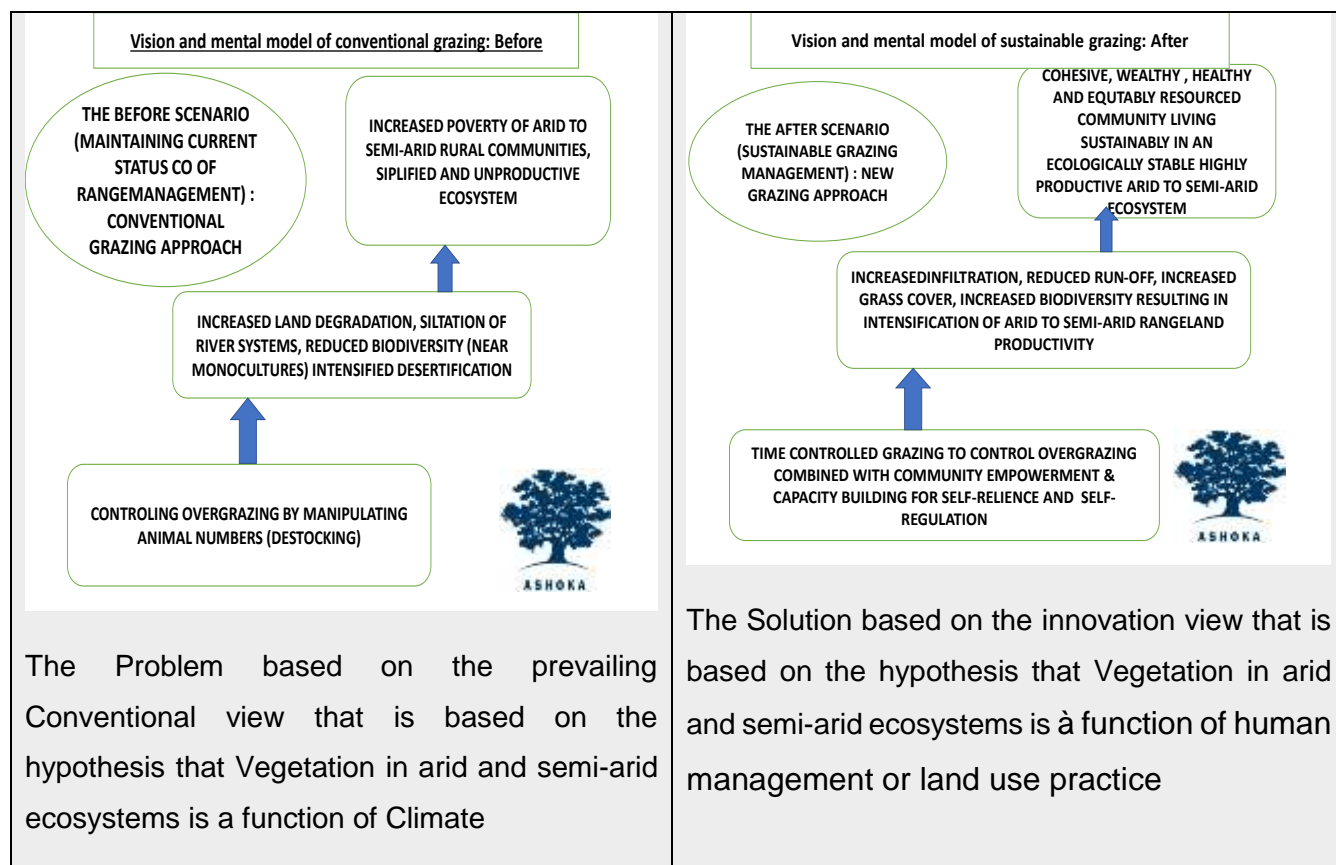 Vision and mental model of conventional grazing: Before
THE BEFORE SCENARIO
(MAINTAINING CURRENT
STATUS CO OF
RANGEMANAGEMENT) :
CONVENTIONAL
GRAZING APPROACH
INCREASED POVERTY OF ARID TO
SEMI-ARID RURAL COMMUNITIES,
SIPLIFIED AND UNPRODUCTIVE
ECOSYSTEM
INCREASED LAND DEGRADATION, SILTATION OF
RIVER SYSTEMS, REDUCED BIODIVERSITY (NEAR
MONOCULTURES) INTENSIFIED DESERTIFICATION
CONTROLING OVERGRAZING BY MANIPULATING
ANIMAL NUMBERS (DESTOCKING)
ASHOKA
The Problem based on the prevailing
Conventional view that is based on the
hypothesis that Vegetation in arid and semi-arid
ecosystems is a function of Climate
Vision and mental model of sustainable grazing: After
THE AFTER SCENARIO
(SUSTAINABLE GRAZING
MANAGEMENT) : NEW
GRAZING APPROACH
COHESIVE, WEALTHY , HEALTHY
AND EQUTABLY RESOURCED
COMMUNITY LIVING
SUSTAINABLY IN AN
ECOLOGICALLY STABLE HIGHLY
PRODUCTIVE ARID TO SEMI-ARID
ECOSYSTEM
INCREASEDINFILTRATION, REDUCED RUN-OFF, INCREASED
GRASS COVER, INCREASED BIODIVERSITY RESULTING IN
INTENSIFICATION OF ARID TO SEMI-ARID RANGELAND
PRODUCTIVITY
TIME CONTROLLED GRAZING TO CONTROL OVERGRAZING
COMBINED WITH COMMUNITY EMPOWERMENT &
CAPACITY BUILDING FOR SELF-RELIENCE AND SELF-
REGULATION
ASHOKA
The Solution based on the innovation view that is
based on the hypothesis that Vegetation in arid
and semi-arid ecosystems is à function of human
management or land use practice